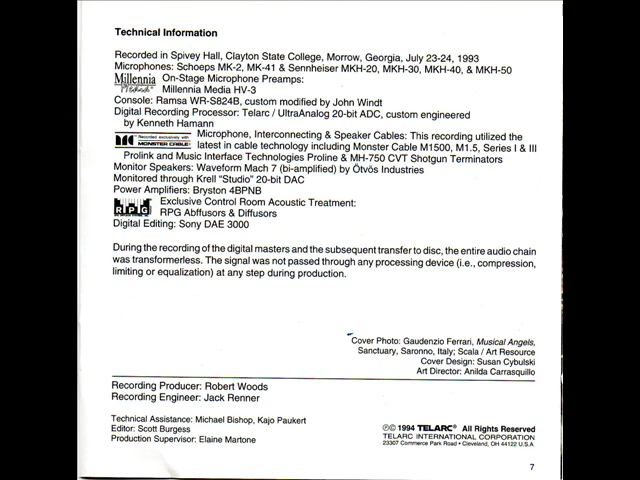 Technical Information
Recorded in Spivey Hall, Clayton State College, Morrow, Georgia, July 23-24, 1993
Microphones: Schoeps MK-2, MK-41 & Sennheiser MKH-20, MKH-30, MKH-40, & MKH-50
Millennia Media On-Stage Microphone Preamps:
Millennia Media HV-3
Console: Ramsa WR-S824B, custom modified by John Windt
Digital Recording Processor: Telarc / UltraAnalog 20-bit ADC, custom engineered
by Kenneth Hamann
Recorded exclusively with MONSTER CABLE® Microphone, Interconnecting & Speaker Cables: This recording utilized the
latest in cable technology including Monster Cable M1500, M1.5, Series I & III
Prolink and Music Interface Technologies Proline & MH-750 CVT Shotgun Terminators
Monitor Speakers: Waveform Mach 7 (bi-amplified) by Ötvös Industries
Monitored through Krell "Studio" 20-bit DAC
Power Amplifiers: Bryston 4BPNB
RPG Exclusive Control Room Acoustic Treatment:
RPG Abffusors & Diffusors
Digital Editing: Sony DAE 3000
During the recording of the digital masters and the subsequent transfer to disc, the entire audio chain
was transformerless. The signal was not passed through any processing device (i.e., compression,
limiting or equalization) at any step during production.
Cover Photo: Gaudenzio Ferrari, Musical Angels,
Sanctuary, Saronno, Italy; Scala / Art Resource
Cover Design: Susan Cybulski
Art Director: Anilda Carrasquillo
Recording Producer: Robert Woods
Recording Engineer: Jack Renner
Technical Assistance: Michael Bishop, Kajo Paukert
Editor: Scott Burgess
Production Supervisor: Elaine Martone
℗© 1994 TELARC® All Rights Reserved
TELARC INTERNATIONAL CORPORATION
23307 Commerce Park Road • Cleveland, OH 44122 U.S.A.
7